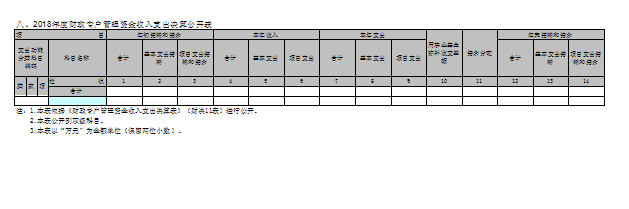 八、2018年度财政专户管理资金收入支出决算公开表
项 目 年初结转和结余 本年收入 本年支出 用事业基金弥补收支差额 结余分配 年末结转和结余
支出功能分类科目编码 科目名称 合计 基本支出结转 项目支出结转和结余 合计 基本支出 项目支出 合计 基本支出 项目支出 合计 基本支出结转 项目支出结转和结余
类 款 项 栏 次 1 2 3 4 5 6 7 8 9 10 11 12 13 14
合计
注：1.本表依据《财政专户管理资金收入支出决算表》（财决11表）进行公开。
2.本表公开到项级科目。
3.本表以“万元”为金额单位（保留两位小数）。